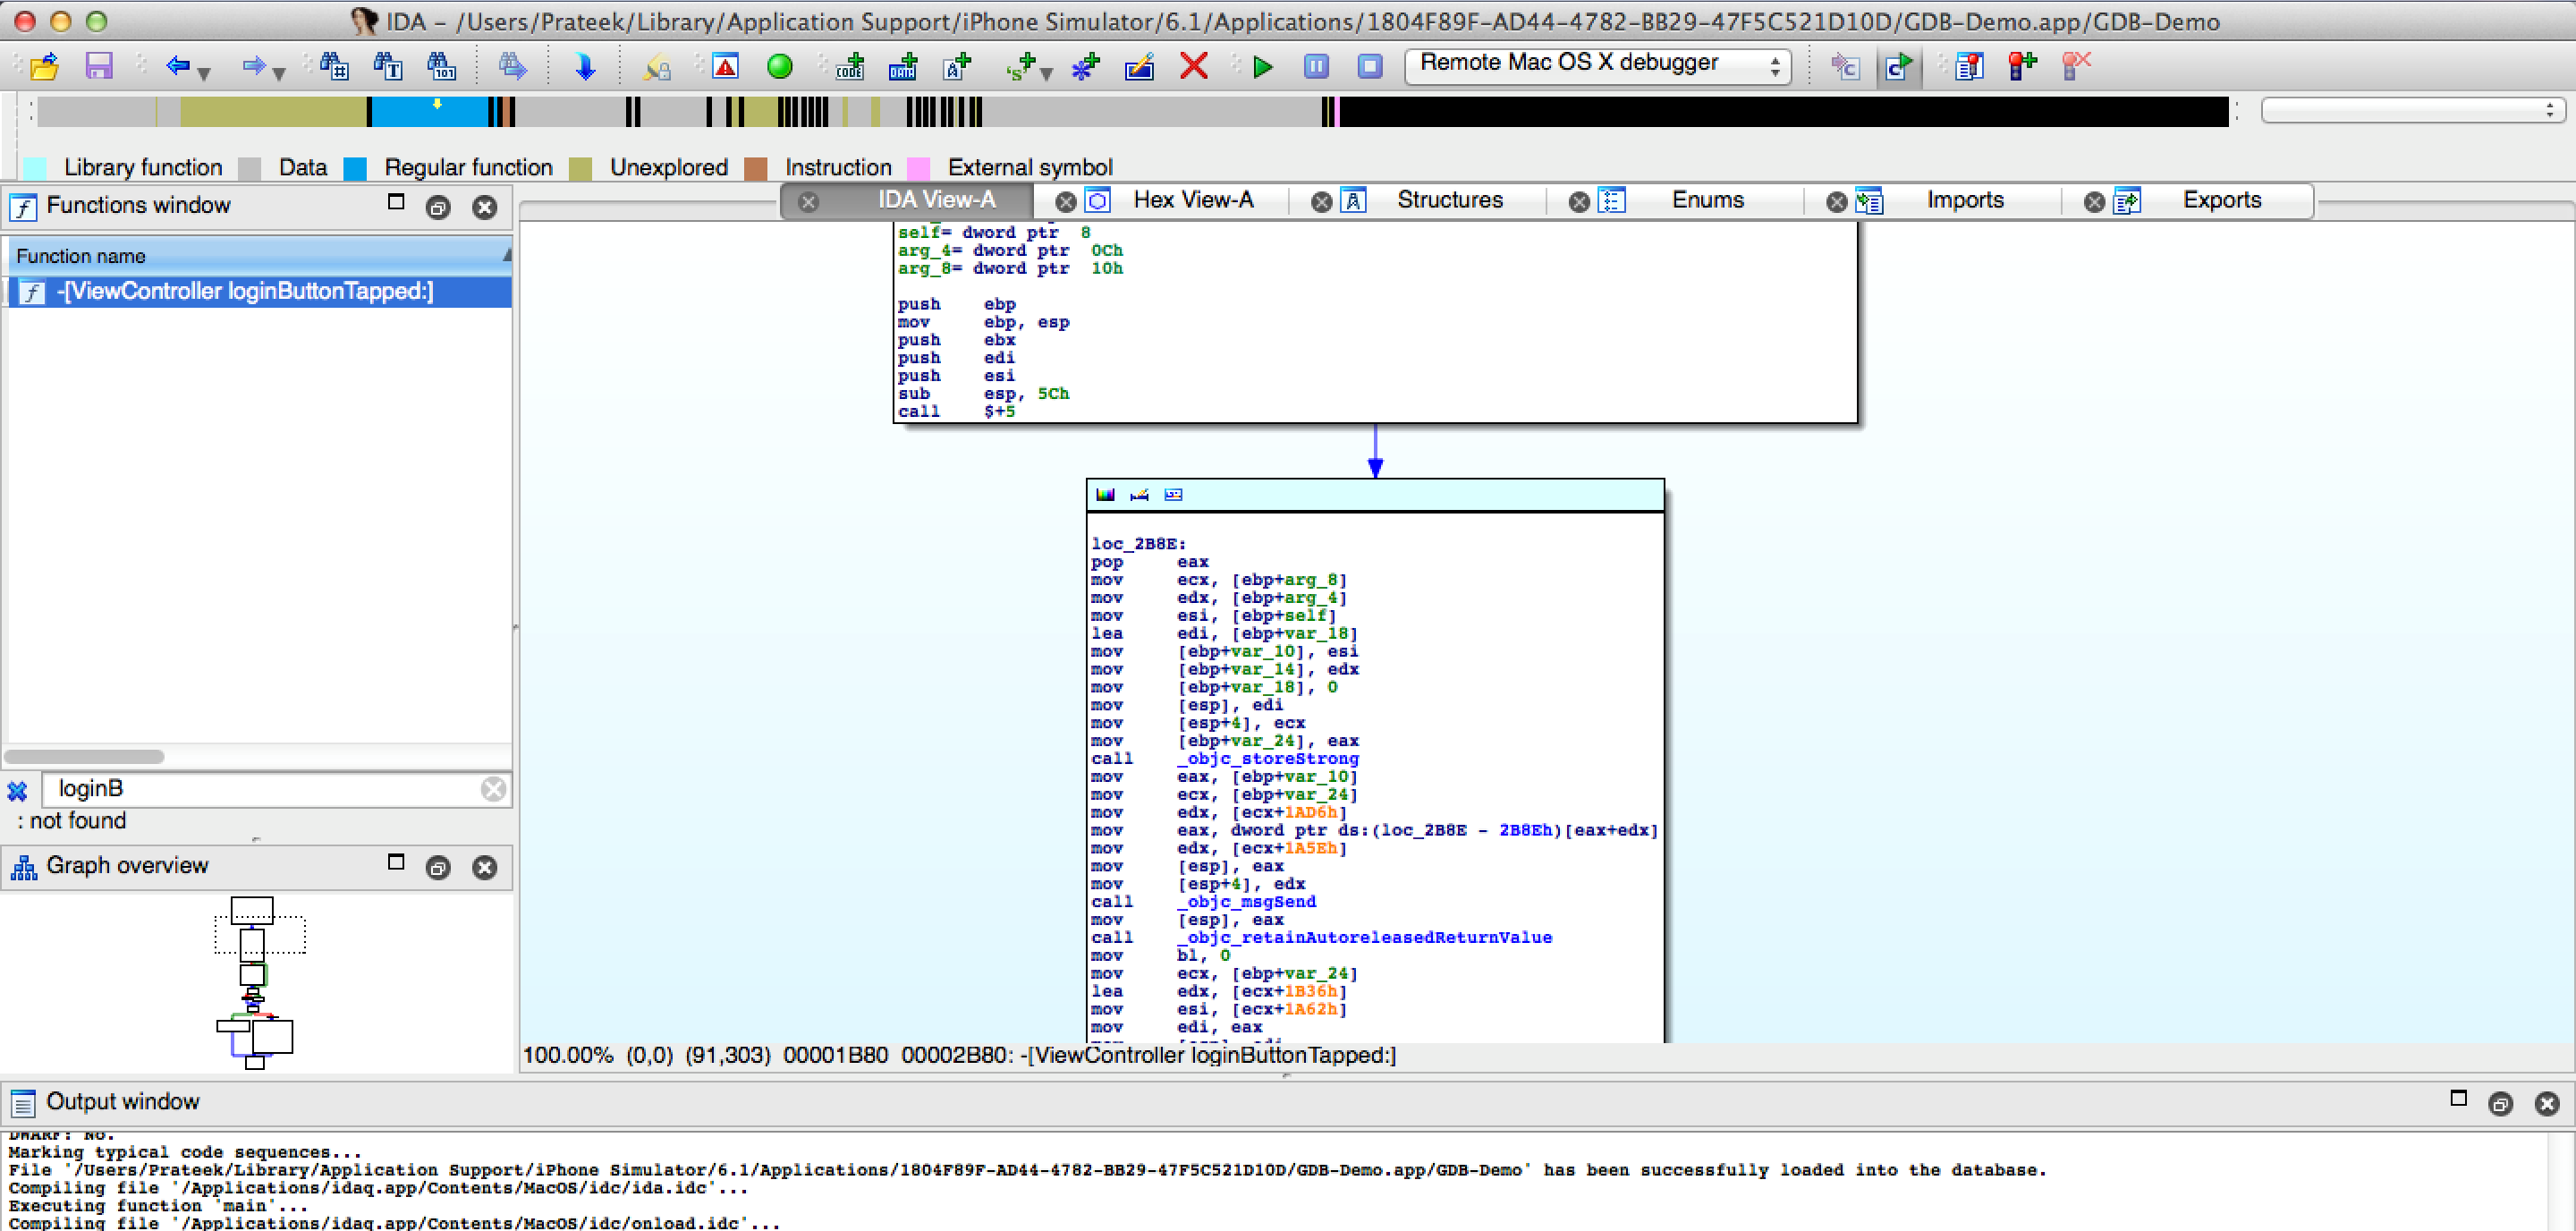 IDA – /Users/Prateek/Library/Application Support/iPhone Simulator/6.1/Applications/1804F89F-AD44-4782-BB29-47F5C521D10D/GDB-Demo.app/GDB-Demo
Remote Mac OS X debugger
Library function Data Regular function Unexplored Instruction External symbol
Functions window
IDA View-A Hex View-A Structures Enums Imports Exports
Function name
-[ViewController loginButtonTapped:]
self= dword ptr 8
arg_4= dword ptr 0Ch
arg_8= dword ptr 10h
push ebp
mov ebp, esp
push ebx
push edi
push esi
sub esp, 5Ch
call $+5
loc_2B8E:
pop eax
mov ecx, [ebp+arg_8]
mov edx, [ebp+arg_4]
mov esi, [ebp+self]
lea edi, [ebp+var_18]
mov [ebp+var_10], esi
mov [ebp+var_14], edx
mov [ebp+var_18], 0
mov [esp], edi
mov [esp+4], ecx
mov [ebp+var_24], eax
call _objc_storeStrong
mov eax, [ebp+var_10]
mov ecx, [ebp+var_24]
mov edx, [ecx+1AD6h]
mov eax, dword ptr ds:(loc_2B8E - 2B8Eh)[eax+edx]
mov edx, [ecx+1A5Eh]
mov [esp], eax
mov [esp+4], edx
call _objc_msgSend
mov [esp], eax
call _objc_retainAutoreleasedReturnValue
mov bl, 0
mov ecx, [ebp+var_24]
lea edx, [ecx+1B36h]
mov esi, [ecx+1A62h]
mov edi, eax
100.00% (0,0) (91,303) 00001B80 00002B80: -[ViewController loginButtonTapped:]
loginB
: not found
Graph overview
Output window
DWARF: No.
Marking typical code sequences...
File '/Users/Prateek/Library/Application Support/iPhone Simulator/6.1/Applications/1804F89F-AD44-4782-BB29-47F5C521D10D/GDB-Demo.app/GDB-Demo' has been successfully loaded into the database.
Compiling file '/Applications/idaq.app/Contents/MacOS/idc/ida.idc'...
Executing function 'main'...
Compiling file '/Applications/idaq.app/Contents/MacOS/idc/onload.idc'...